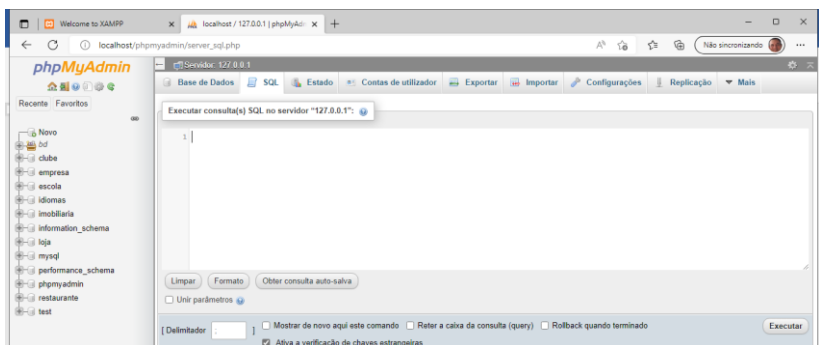 Welcome to XAMPP
localhost / 127.0.0.1 | phpMyAd
localhost/phpmyadmin/server_sql.php
Não sincronizando
phpMyAdmin
Servidor: 127.0.0.1
Base de Dados SQL Estado Contas de utilizador Exportar Importar Configurações Replicação Mais
Recente Favoritos
Executar consulta(s) SQL no servidor "127.0.0.1":
1
Novo
bd
clube
empresa
escola
idiomas
imobiliaria
information_schema
loja
mysql
performance_schema
phpmyadmin
restaurante
test
Limpar Formato Obter consulta auto-salva
Unir parâmetros
[ Delimitador ; ] Mostrar de novo aqui este comando Reter a caixa da consulta (query) Rollback quando terminado Executar
Ativa a verificação de chaves estrangeiras